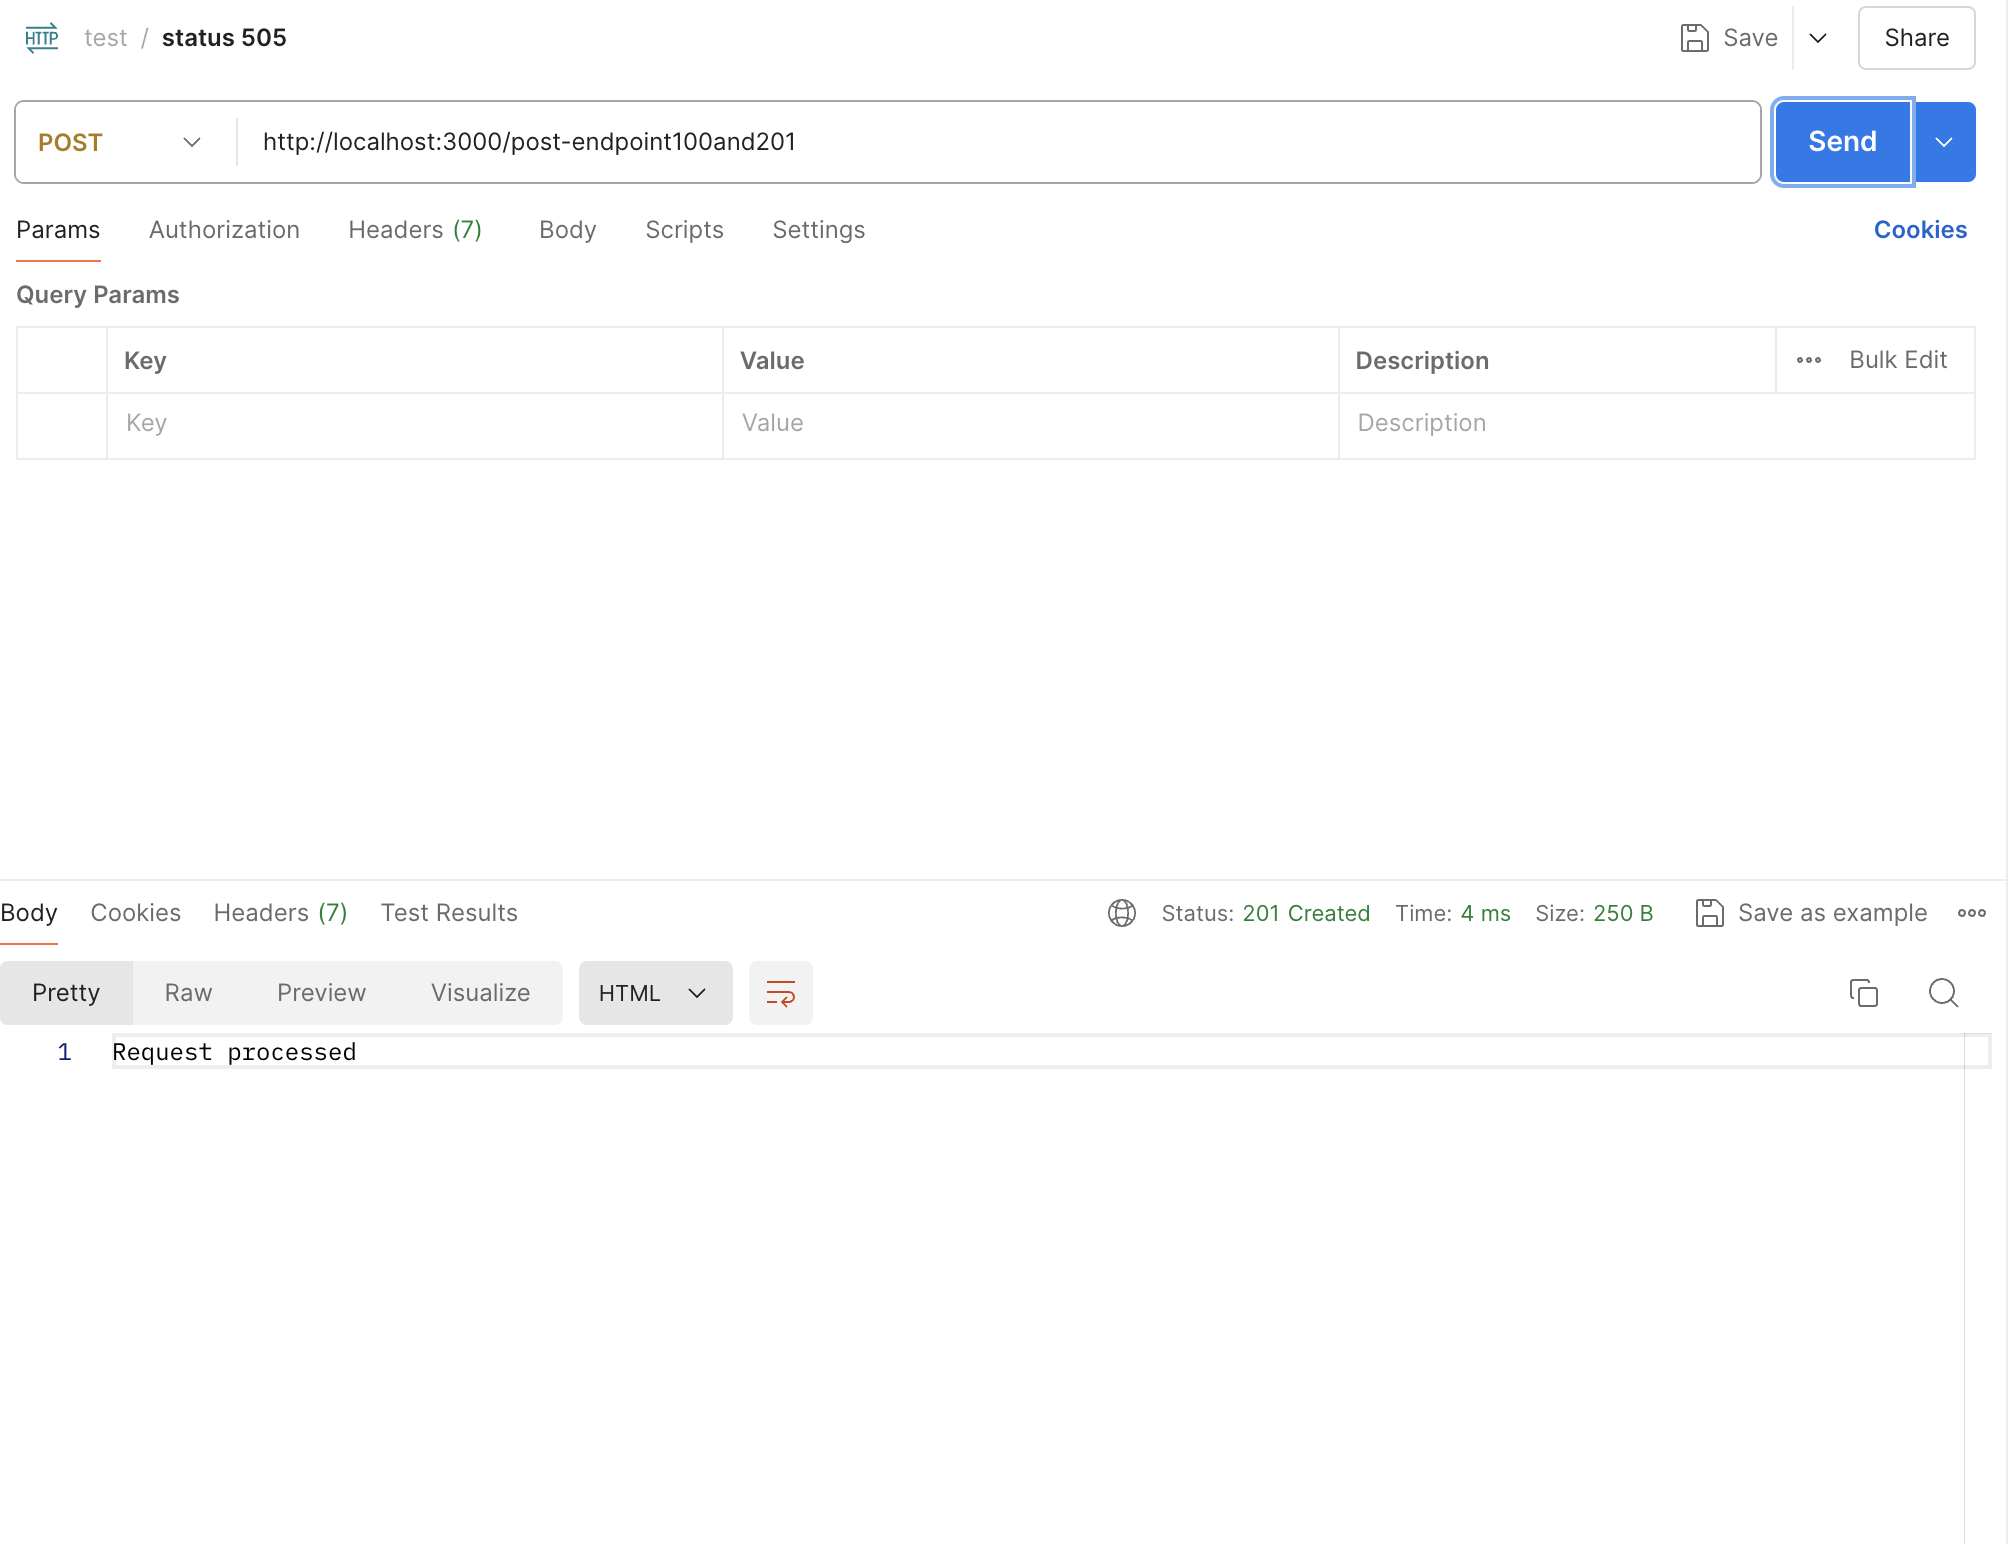 HTTP test / status 505 Save Share
POST http://localhost:3000/post-endpoint100and201 Send
Params Authorization Headers (7) Body Scripts Settings Cookies
Query Params
Key Value Description Bulk Edit
Key Value Description
Body Cookies Headers (7) Test Results Status: 201 Created Time: 4 ms Size: 250 B Save as example
Pretty Raw Preview Visualize HTML
1 Request processed